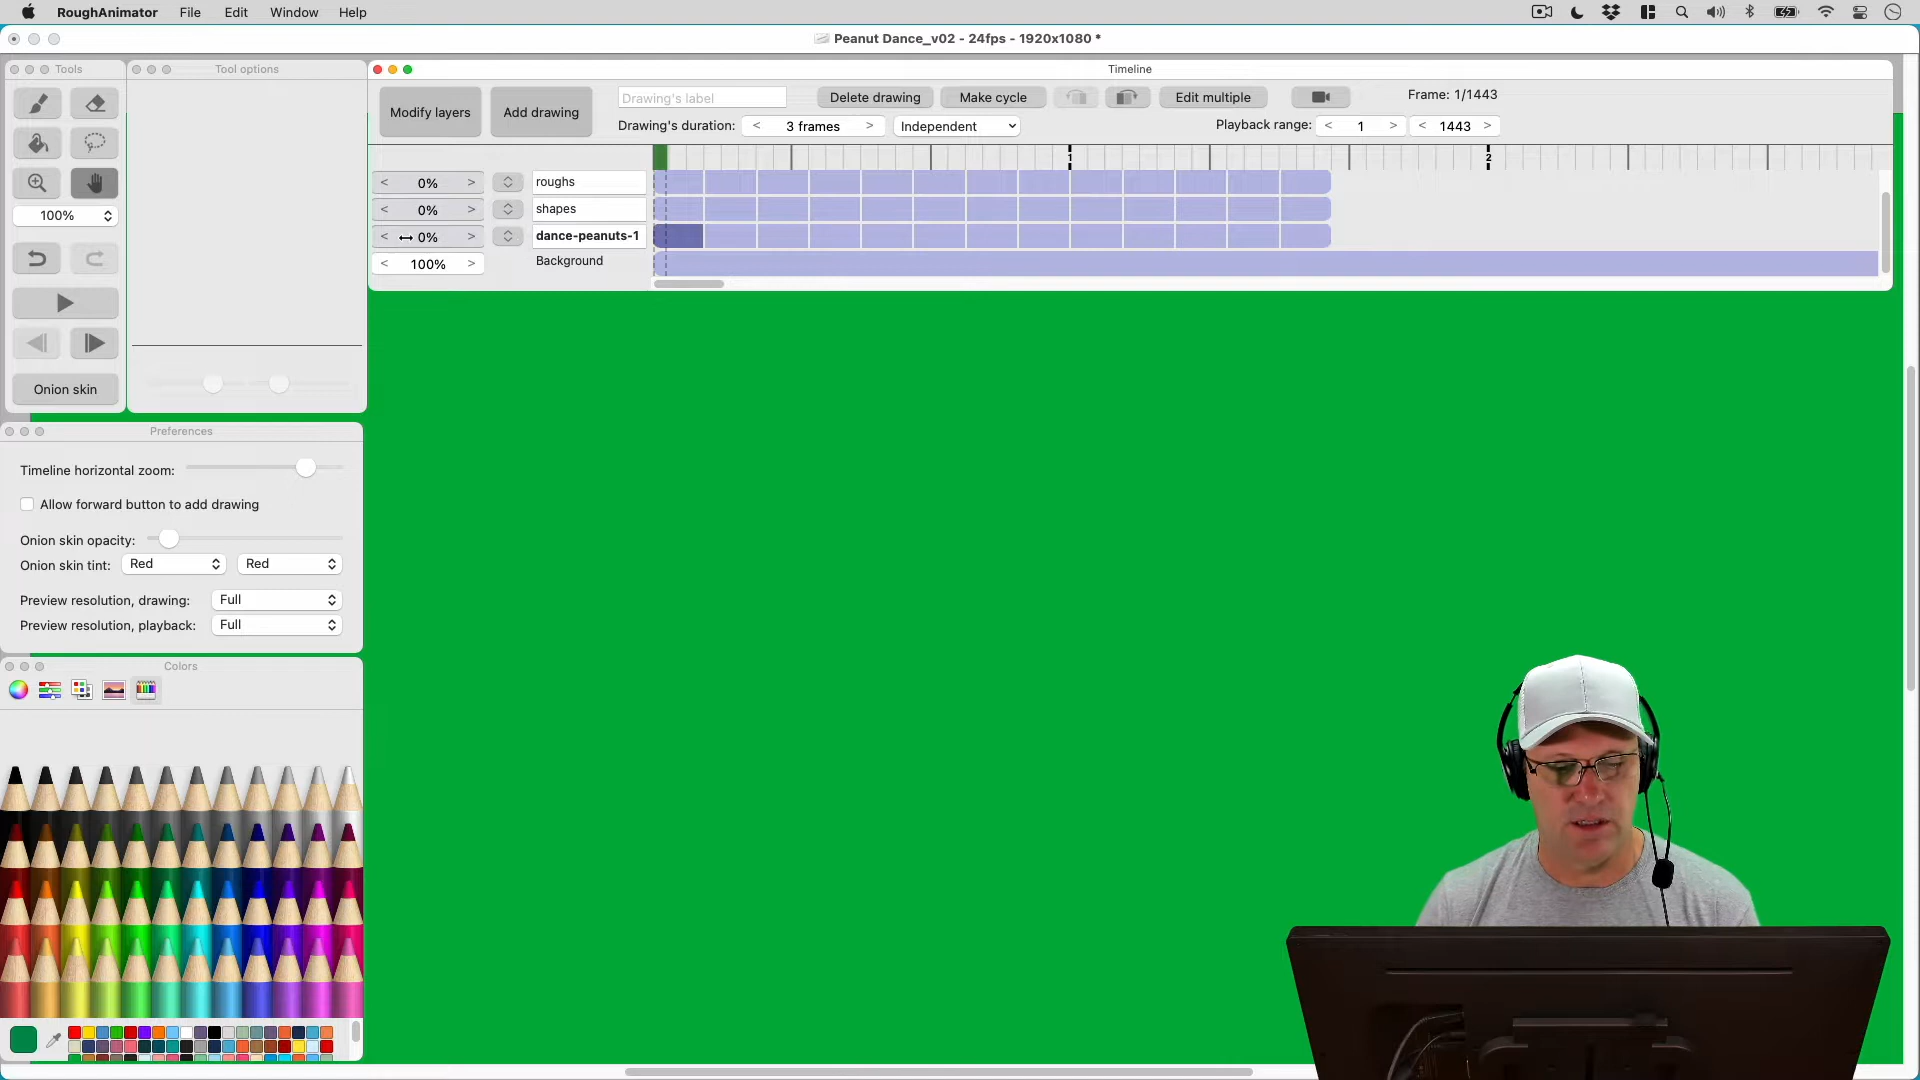 RoughAnimator File Edit Window Help
Peanut Dance_v02 - 24fps - 1920x1080 *
Tools
Tool options
Timeline
Modify layers
Add drawing
Drawing's label
Delete drawing
Make cycle
Edit multiple
Frame: 1/1443
Drawing's duration:
< 3 frames >
Independent
Playback range:
< 1 >
< 1443 >
1
2
< 0% >
roughs
< 0% >
shapes
< 0% >
dance-peanuts-1
< 100% >
Background
100%
Onion skin
Preferences
Timeline horizontal zoom:
Allow forward button to add drawing
Onion skin opacity:
Onion skin tint:
Red
Red
Preview resolution, drawing:
Full
Preview resolution, playback:
Full
Colors